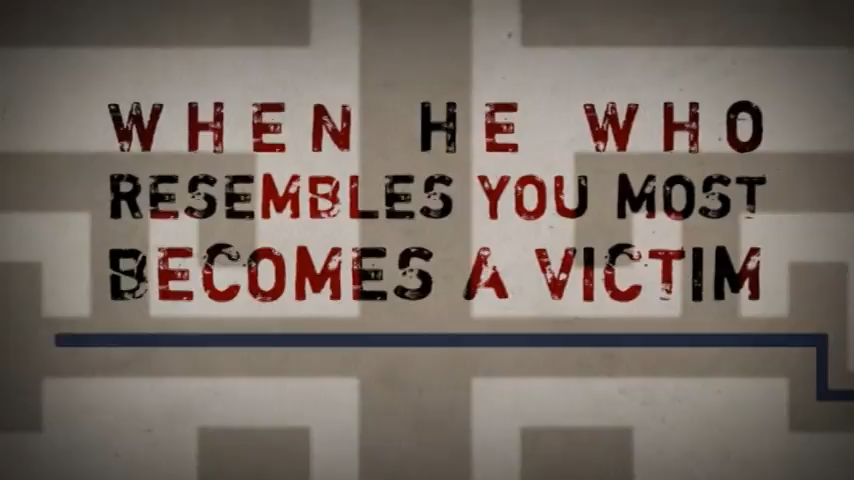 WHEN HE WHO
RESEMBLES YOU MOST
BECOMES A VICTIM